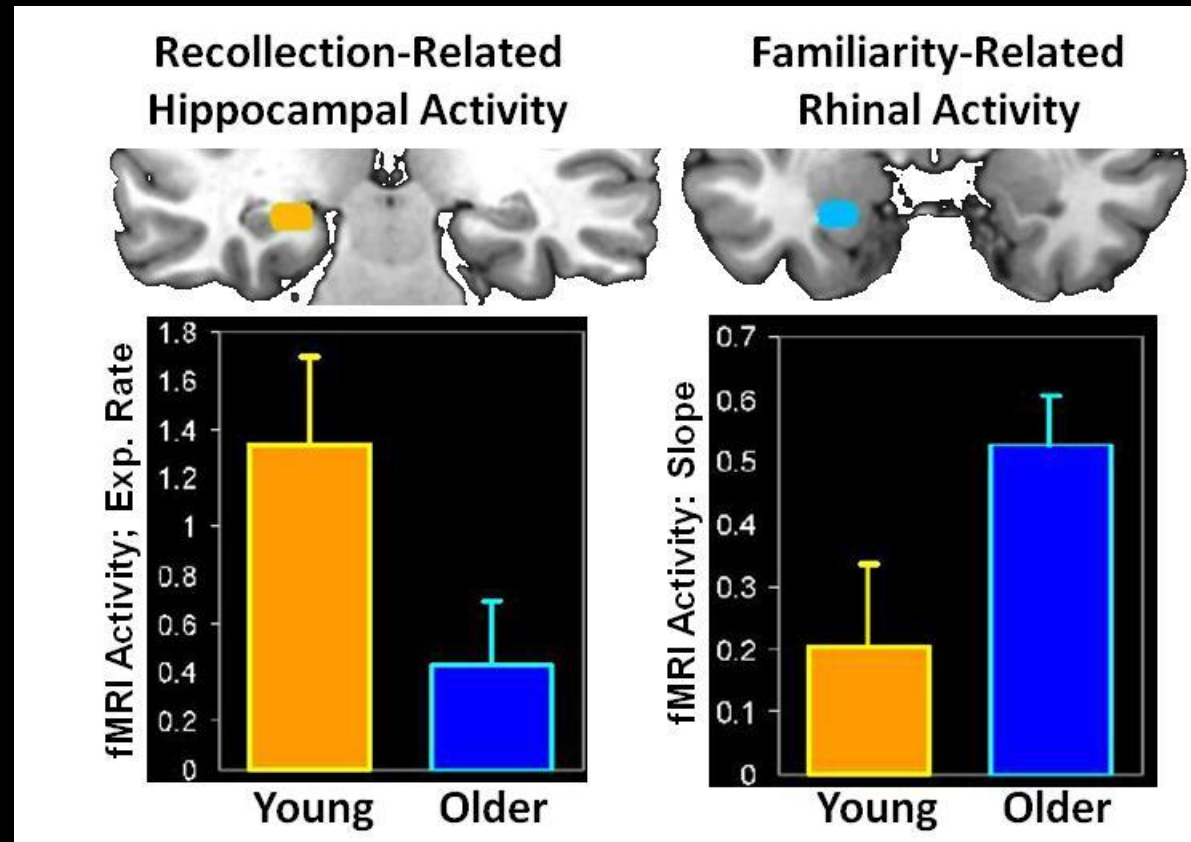 Recollection-Related
Hippocampal Activity
Familiarity-Related
Rhinal Activity
fMRI Activity; Exp. Rate
1.8
1.6
1.4
1.2
1
0.8
0.6
0.4
0.2
0
Young Older
fMRI Activity: Slope
0.7
0.6
0.5
0.4
0.3
0.2
0.1
0
Young Older